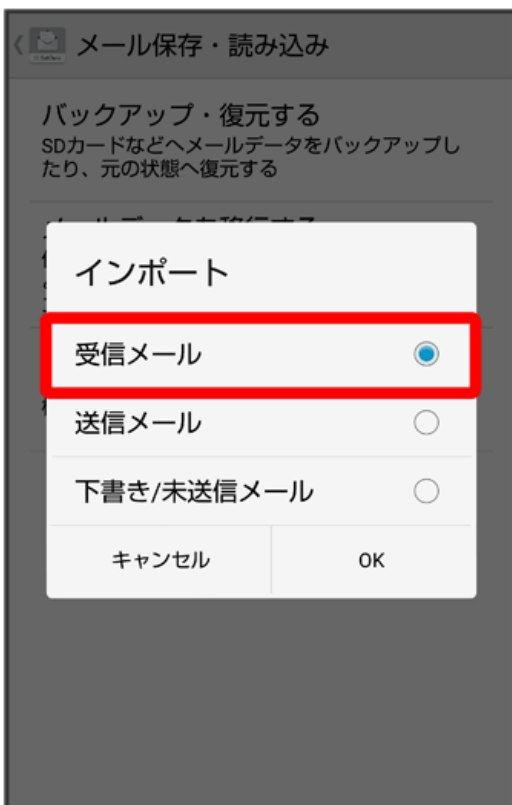 メール保存・読み込み
バックアップ・復元する
SDカードなどへメールデータをバックアップし
たり、元の状態へ復元する
インポート
受信メール
送信メール
下書き/未送信メール
キャンセル
OK